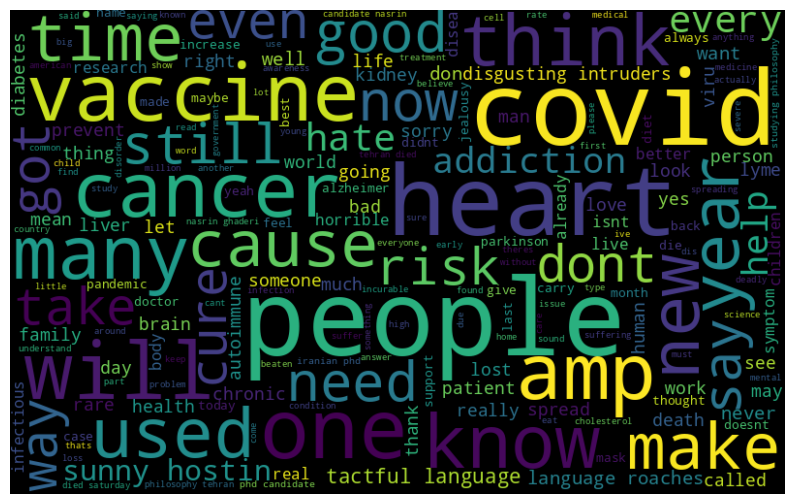 said name saying known
big
time
even
candidate nasrin
increase
use
good
life
cell rate medical
think
every
always anything
diabetes
american show
research
right
well
awareness
disea
want
medicine
actually
studying philosophy
vaccine
made
maybe
lot
best
treatment
believe
kidney
dondisgusting intruders
now
jealousy
viru
severe
please
covid
got
prevent
common
child
find
thing
disorder
still
read
word
government
young
hate
didnt
sorry
man
diet
first
person
study
million another
world
tehran died
addiction
better
look
lyme
cancer
yeah
going
alzheimer
heart
already
love
isnt
yes
back
spreading
mean
liver
nasrin ghaderi
feel
bad
horrible
parkinson
live
die
dis
sure
year
help
children
many
country
let
cause
everyone
early
theres
without
live
risk
dont
new
say
deadly
little
pandemic
someone
much
incurable
found
give
carry
type
issue
month
human
science
symptom
take
doctor
infection
people
family
brain
cure
autoimmune
cant
suffer
something
high
due
home
sound
last
suffering
around
understand
day
body
keep
beaten
answer
iranian phd
support
lost
patient
amp
must
see
mental
work
may
will
part
problem
chronic
need
condition
eat
cholesterol
really
thought
never
infectious
way
rare
health
today
case
thats
loss
used
come
one
thank
know
spread
mask
death
doesnt
make
sunny hostin
real
tactful language
language roaches
called
died saturday
philosophy tehran
phd candidate